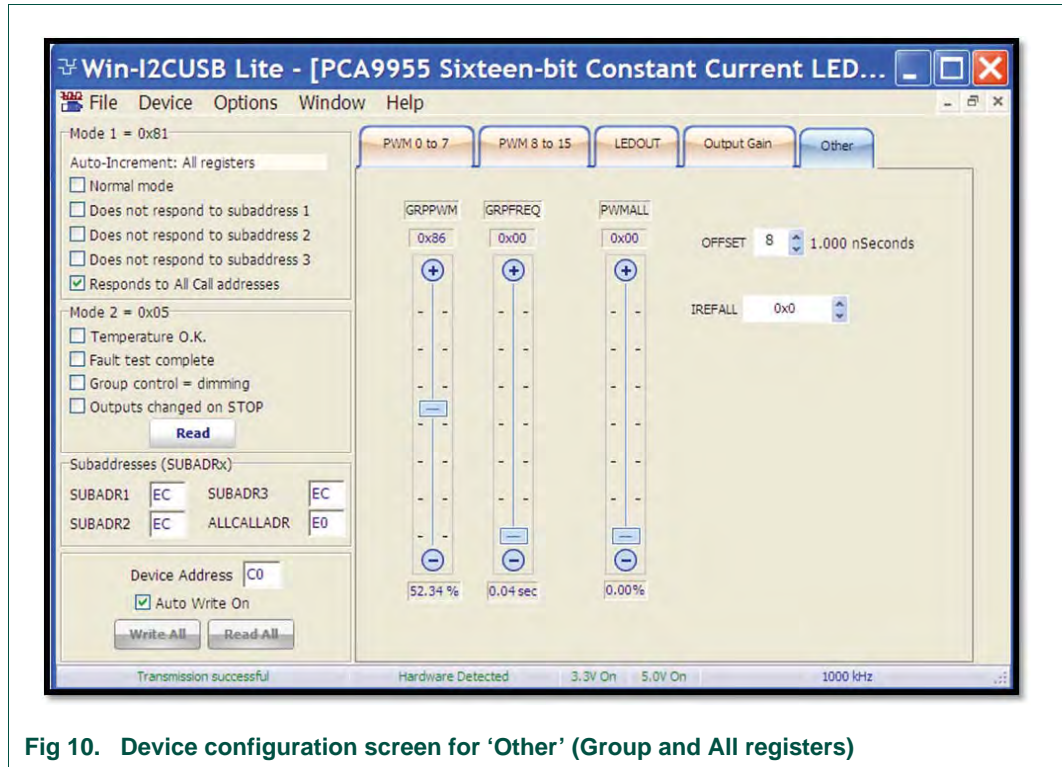 Win-I2CUSB Lite - [PCA9955 Sixteen-bit Constant Current LED...
File Device Options Window Help
Mode 1 = 0x81
Auto-Increment: All registers
Normal mode
Does not respond to subaddress 1
Does not respond to subaddress 2
Does not respond to subaddress 3
Responds to All Call addresses
Mode 2 = 0x05
Temperature O.K.
Fault test complete
Group control = dimming
Outputs changed on STOP
Read
Subaddresses (SUBADRx)
SUBADR1 EC SUBADR3 EC
SUBADR2 EC ALLCALLADR E0
Device Address C0
Auto Write On
Write All Read All
PWM 0 to 7 PWM 8 to 15 LEDOUT Output Gain Other
GRPPWM GRPFREQ PWMALL
0x86 0x00 0x00
OFFSET 8 1.000 nSeconds
IREFALL 0x0
52.34 % 0.04 sec 0.00%
Transmission successful Hardware Detected 3.3V On 5.0V On 1000 kHz
Fig 10. Device configuration screen for ‘Other’ (Group and All registers)